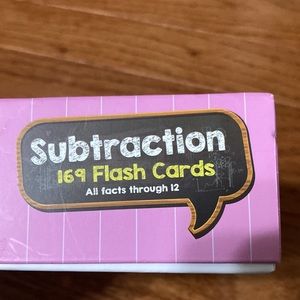 Subtraction
169 Flash Cards
All facts through 12